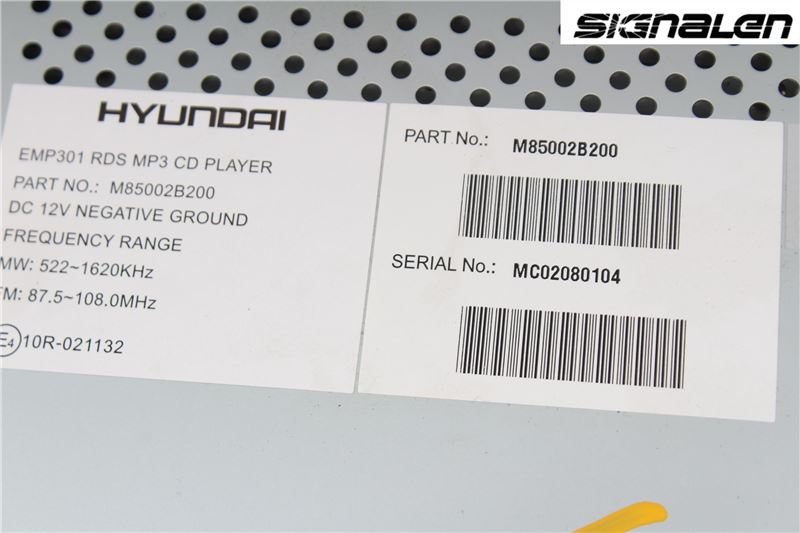 SIGNALEN
HYUNDAI
EMP301 RDS MP3 CD PLAYER
PART NO.: M85002B200
DC 12V NEGATIVE GROUND
FREQUENCY RANGE
MW: 522~1620KHz
FM: 87.5~108.0MHz
E4 10R-021132
PART No.: M85002B200
SERIAL No.: MC02080104